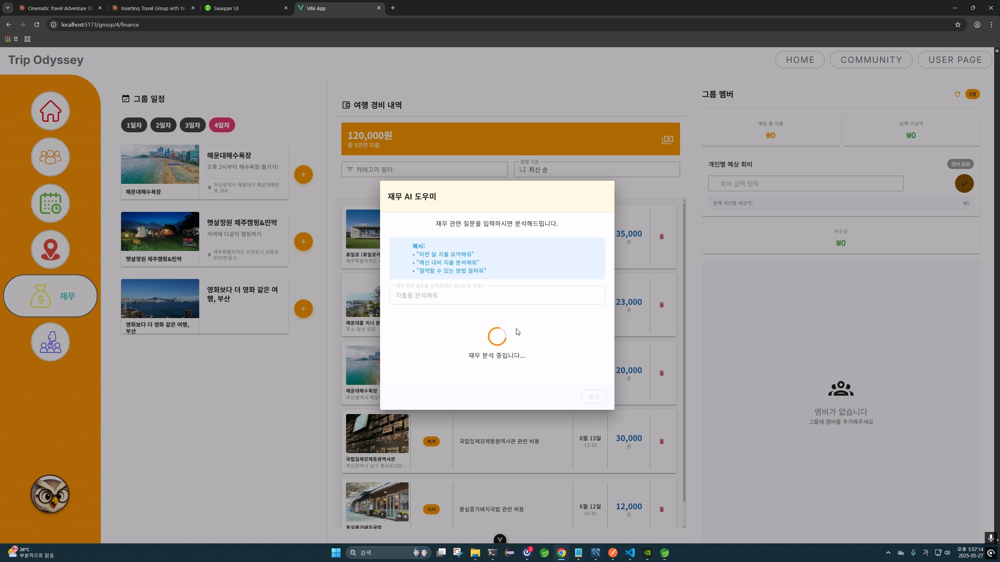 Cinematic Travel Adventure Sh
Inserting Travel Group with Nu
Swagger UI
Vite App
localhost:5173/group/4/finance
앱
Trip Odyssey
HOME
COMMUNITY
USER PAGE
재무
그룹 일정
1일차
2일차
3일차
4일차
해운대해수욕장
해운대해수욕장
오후 2시부터 해수욕장 즐기기!
부산광역시 해운대구 해운대해변
로 264
햇살정원 제주캠핑&민박
햇살정원 제주캠핑&민박
저녁에 다같이 캠핑하기
제주특별자치도 서귀포시 보목포
로65번길 6
영화보다 더 영화 같은 여행,
부산
영화보다 더 영화 같은 여
행, 부산
여행 경비 내역
120,000원
총 5건의 지출
카테고리 필터
정렬 기준
최신 순
휴일로 (휴일로카
제주특별자치도
35,000
원
해운대를 지나 문
주소 정보 없음
23,000
원
해운대해수욕장
부산광역시 해운
20,000
원
국립일제강제동원역사관
부산광역시 남구 홍곡로320…
레저
국립일제강제동원역사관 관련 비용
6월 13일
11:10
30,000
원
몽실종가돼지국밥
식비
몽실종가돼지국밥 관련 비용
6월 12일
18:30
12,000
원
재무 AI 도우미
재무 관련 질문을 입력하시면 분석해드립니다.
예시:
• "이번 달 지출 요약해줘"
• "예산 대비 지출 분석해줘"
• "절약할 수 있는 방법 알려줘"
재무 관련 질문을 입력하세요 (Enter로 전송)
지출을 분석해줘
재무 분석 중입니다...
닫기
그룹 멤버
0명
예상 총 지출
₩0
실제 수납액
₩0
개인별 예상 회비
멤버 없음
회비 금액 입력
현재 개인별 예상액:
₩0
미수금
₩0
멤버가 없습니다
그룹에 멤버를 추가해주세요
9+
26°C
부분적으로 맑음
검색
1
가
오후 5:57:14
2025-05-27